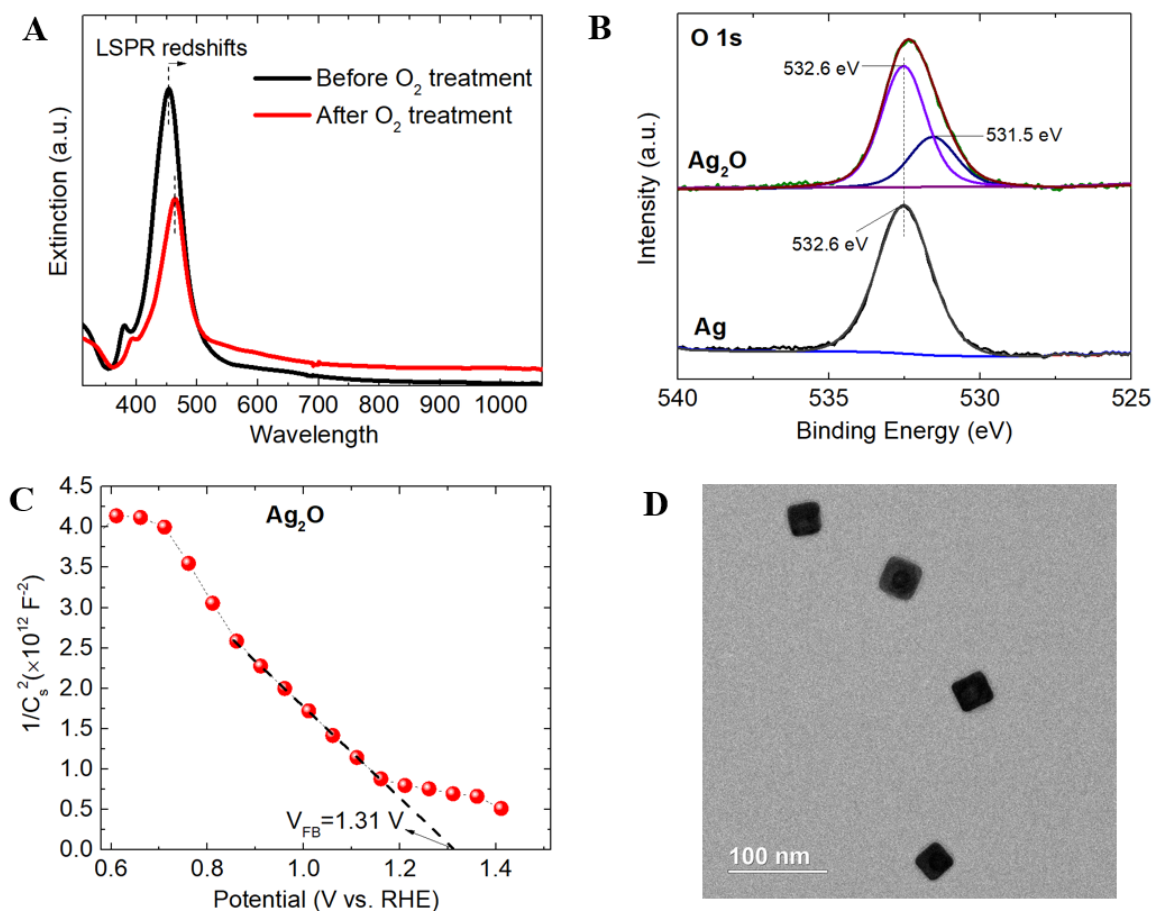 A
LSPR redshifts
Before O₂ treatment
After O₂ treatment
Extinction (a.u.)
400 500 600 700 800 900 1000
Wavelength
B
O 1s
532.6 eV
531.5 eV
Ag₂O
532.6 eV
Ag
Intensity (a.u.)
540 535 530 525
Binding Energy (eV)
C
Ag₂O
4.5
4.0
3.5
3.0
2.5
2.0
1.5
1.0
0.5
0.0
1/Cₛ²(×10¹² F⁻²)
V_FB=1.31 V
0.6 0.8 1.0 1.2 1.4
Potential (V vs. RHE)
D
100 nm